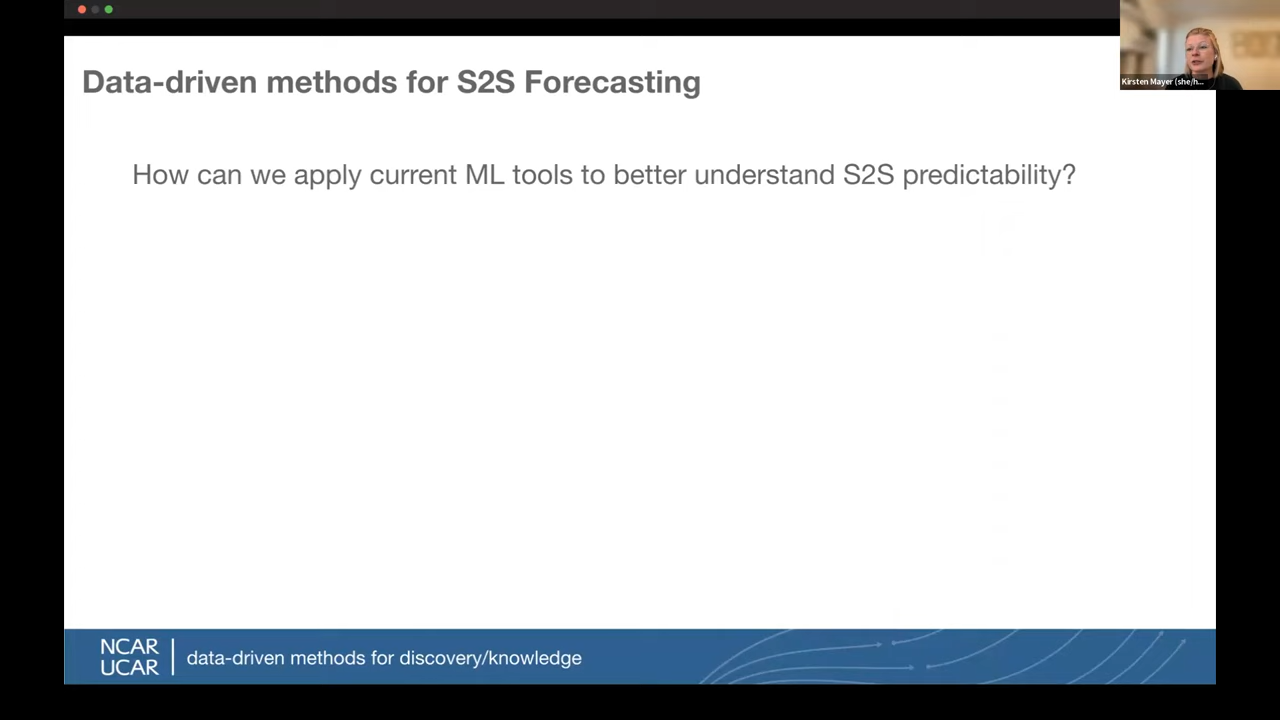 Data-driven methods for S2S Forecasting
Kirsten Mayer (she/h...
How can we apply current ML tools to better understand S2S predictability?
NCAR
UCAR
data-driven methods for discovery/knowledge